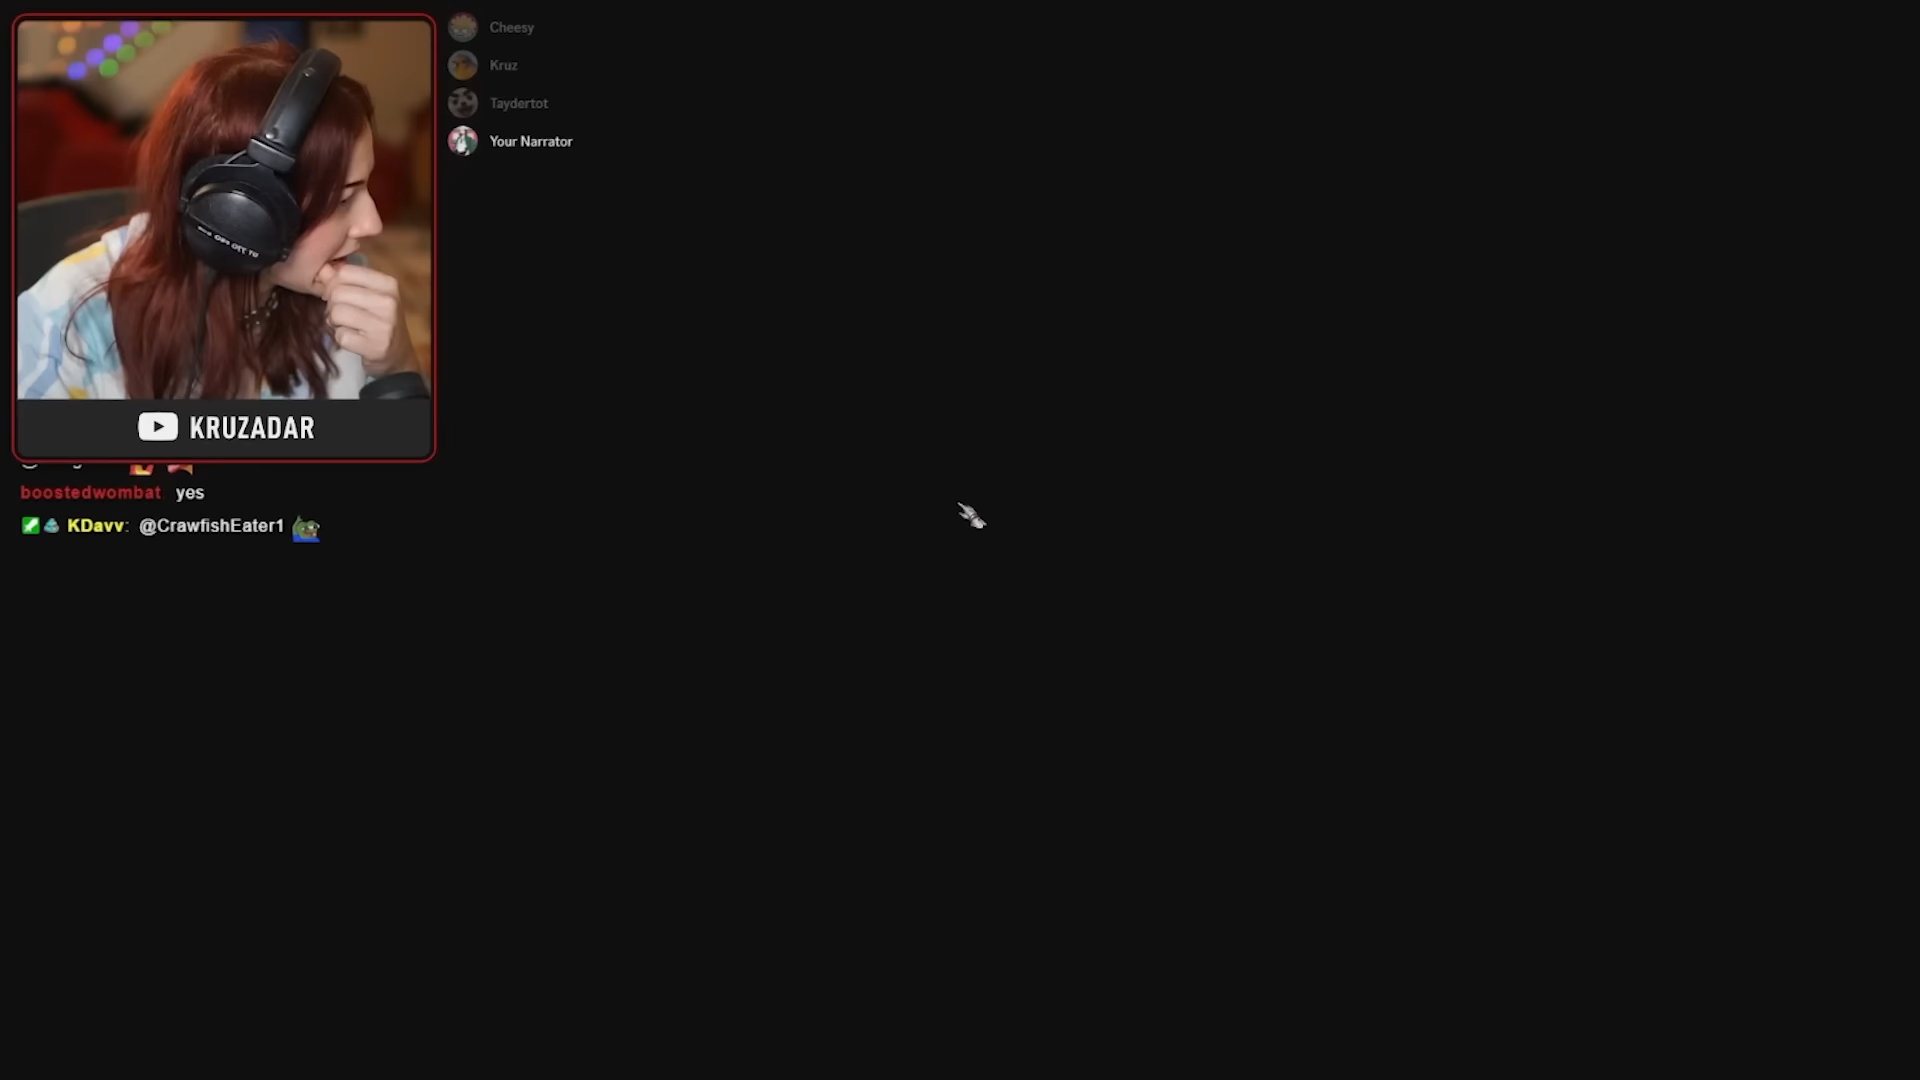 Cheesy
Kruz
Taydertot
Your Narrator
KRUZADAR
boostedwombat: yes
KDavv: @CrawfishEater1